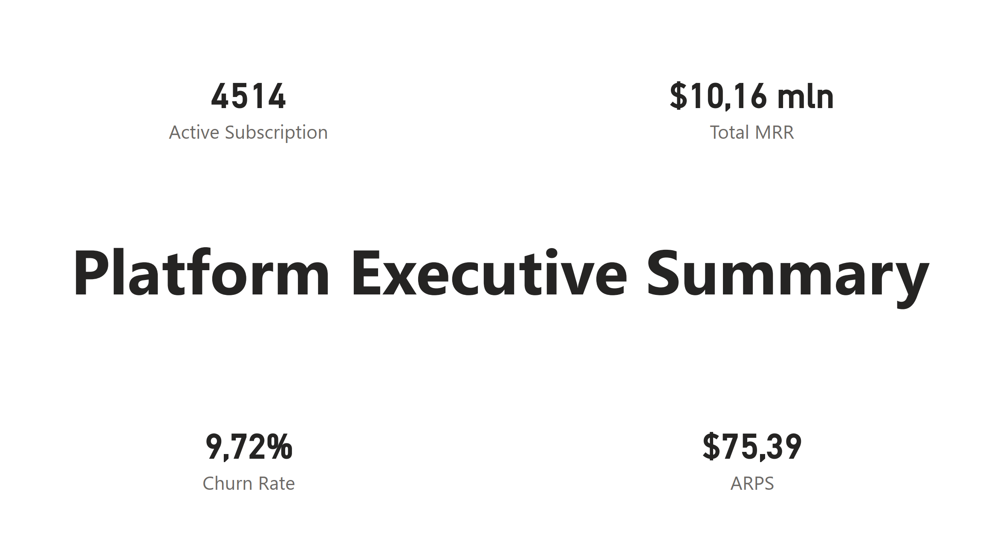 4514
Active Subscription
$10,16 mln
Total MRR
Platform Executive Summary
9,72%
Churn Rate
$75,39
ARPS